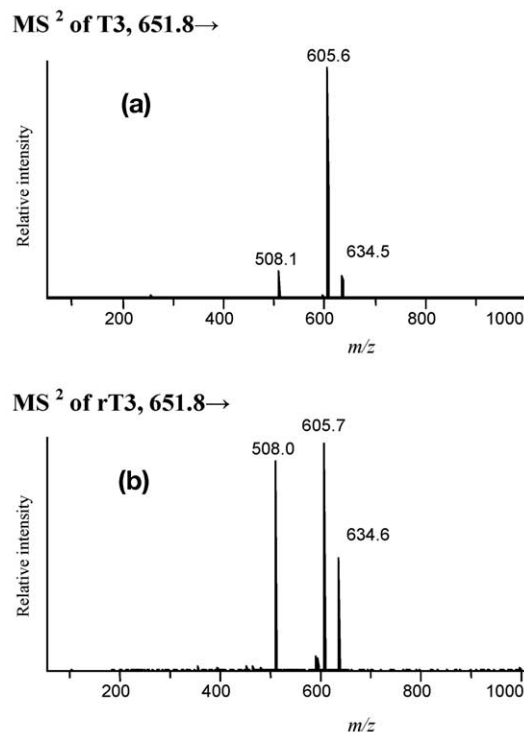 MS 2 of T3, 651.8→
605.6
(a)
Relative intensity
508.1
634.5
200 400 600 800 1000
m/z
MS 2 of rT3, 651.8→
605.7
508.0
(b)
634.6
Relative intensity
200 400 600 800 1000
m/z